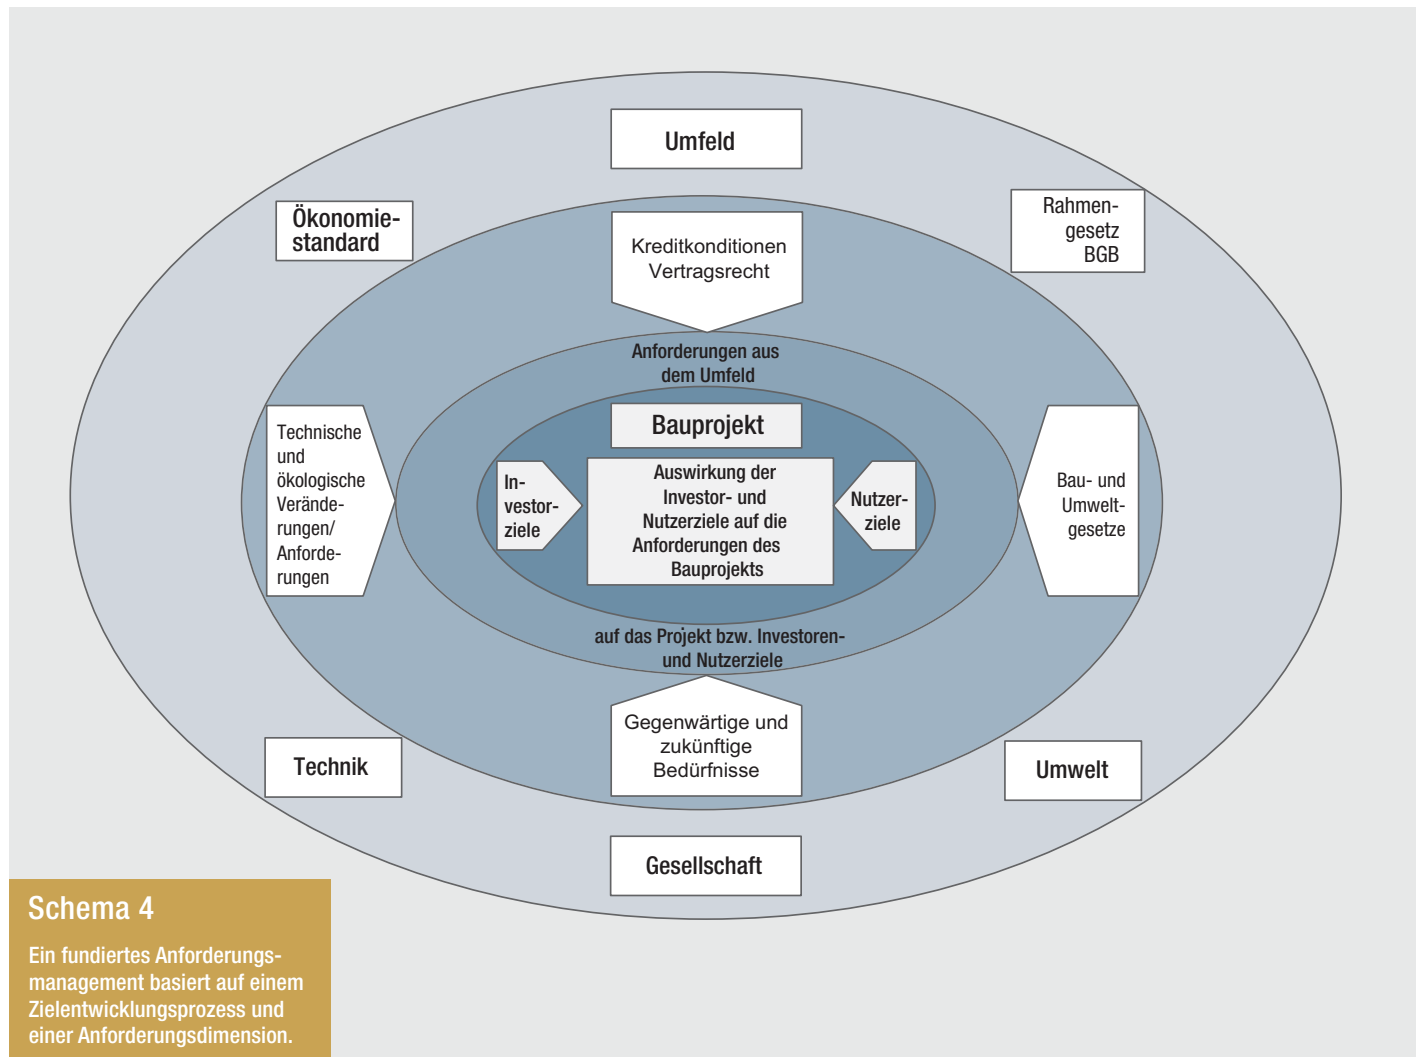 Umfeld
Ökonomie-
standard
Rahmen-
gesetz
BGB
Kreditkonditionen
Vertragsrecht
Anforderungen aus
dem Umfeld
Bauprojekt
Technische
und
ökologische
Verände-
rungen/
Anforde-
rungen
In-
vestor-
ziele
Auswirkung der
Investor- und
Nutzerziele auf die
Anforderungen des
Bauprojekts
Nutzer-
ziele
Bau- und
Umwelt-
gesetze
auf das Projekt bzw. Investoren-
und Nutzerziele
Gegenwärtige und
zukünftige
Bedürfnisse
Technik
Umwelt
Gesellschaft
Schema 4
Ein fundiertes Anforderungs-
management basiert auf einem
Zielentwicklungsprozess und
einer Anforderungsdimension.